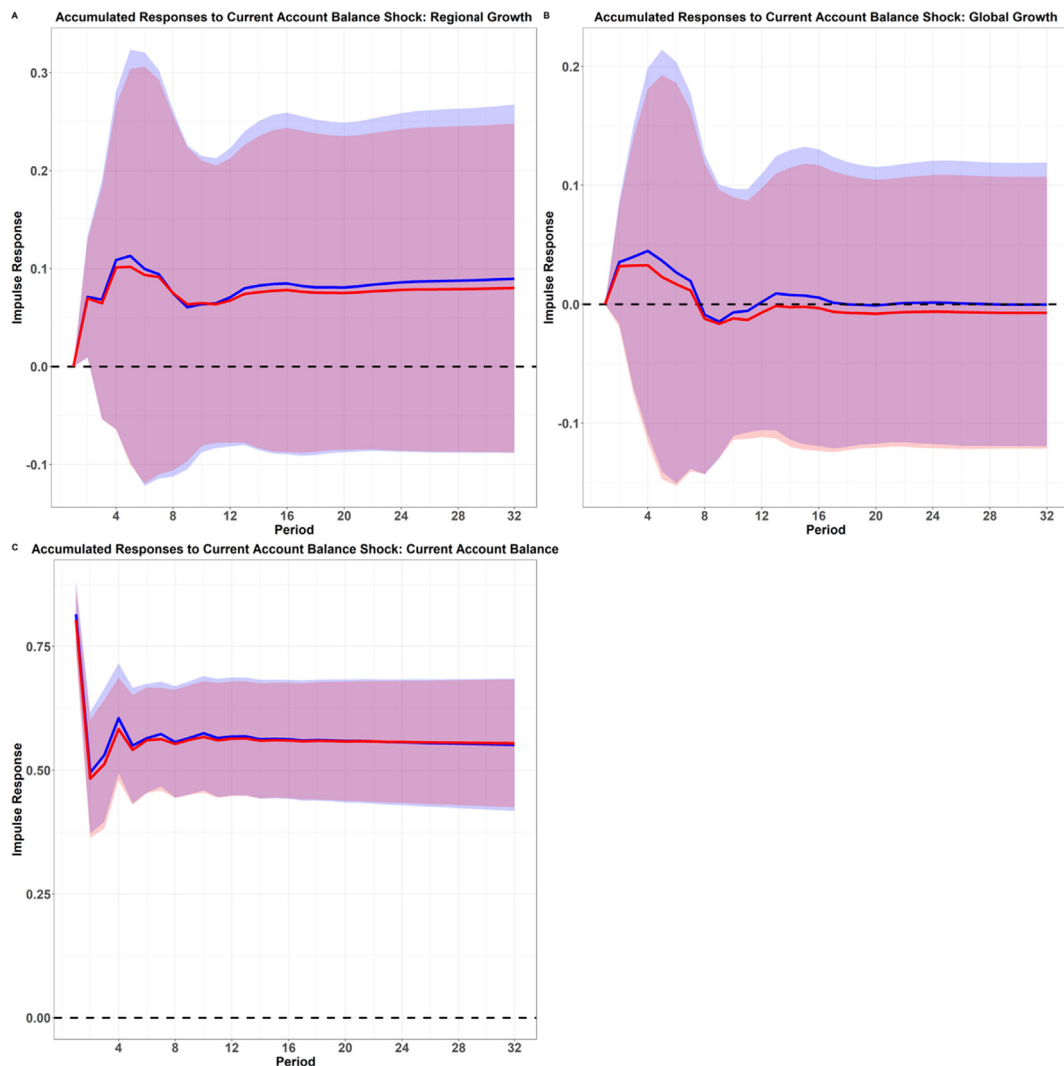 A Accumulated Responses to Current Account Balance Shock: Regional Growth
Impulse Response
0.3
0.2
0.1
0.0
-0.1
4 8 12 16 20 24 28 32
Period
B Accumulated Responses to Current Account Balance Shock: Global Growth
Impulse Response
0.2
0.1
0.0
-0.1
4 8 12 16 20 24 28 32
Period
C Accumulated Responses to Current Account Balance Shock: Current Account Balance
Impulse Response
0.75
0.50
0.25
0.00
4 8 12 16 20 24 28 32
Period